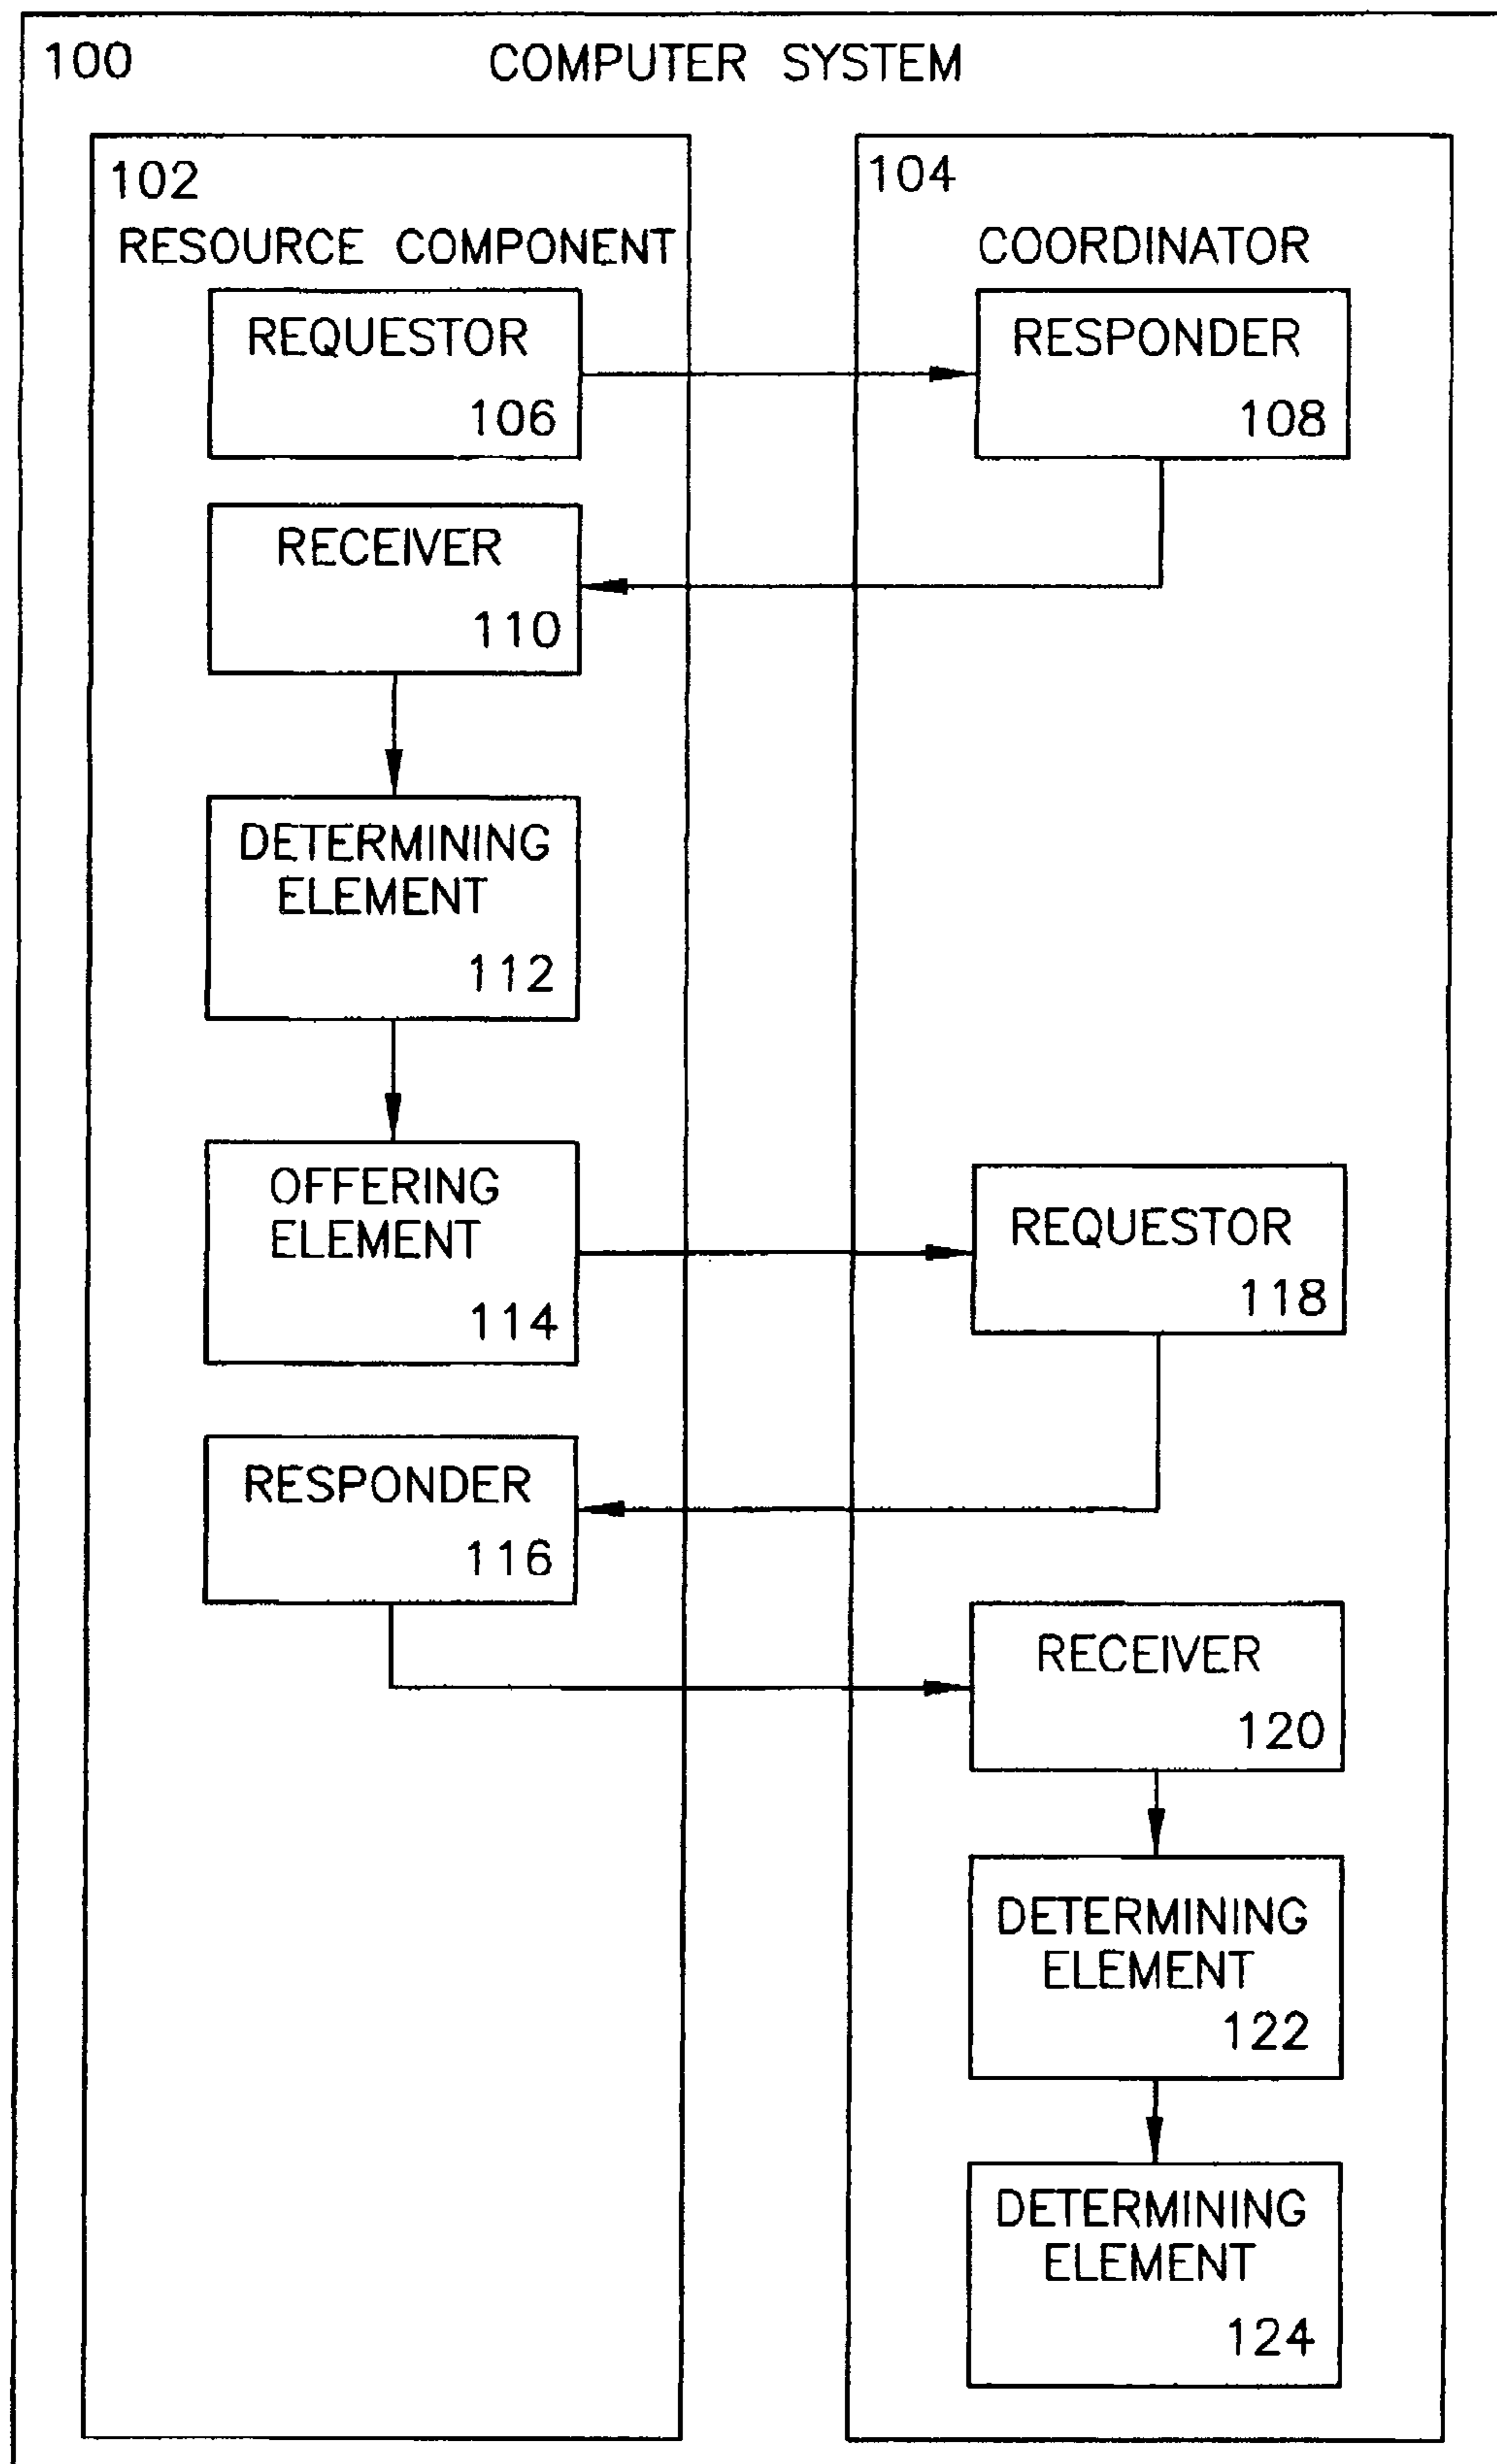 100
COMPUTER SYSTEM
102
RESOURCE COMPONENT
REQUESTOR
106
RECEIVER
110
DETERMINING
ELEMENT
112
OFFERING
ELEMENT
114
RESPONDER
116
104
COORDINATOR
RESPONDER
108
REQUESTOR
118
RECEIVER
120
DETERMINING
ELEMENT
122
DETERMINING
ELEMENT
124